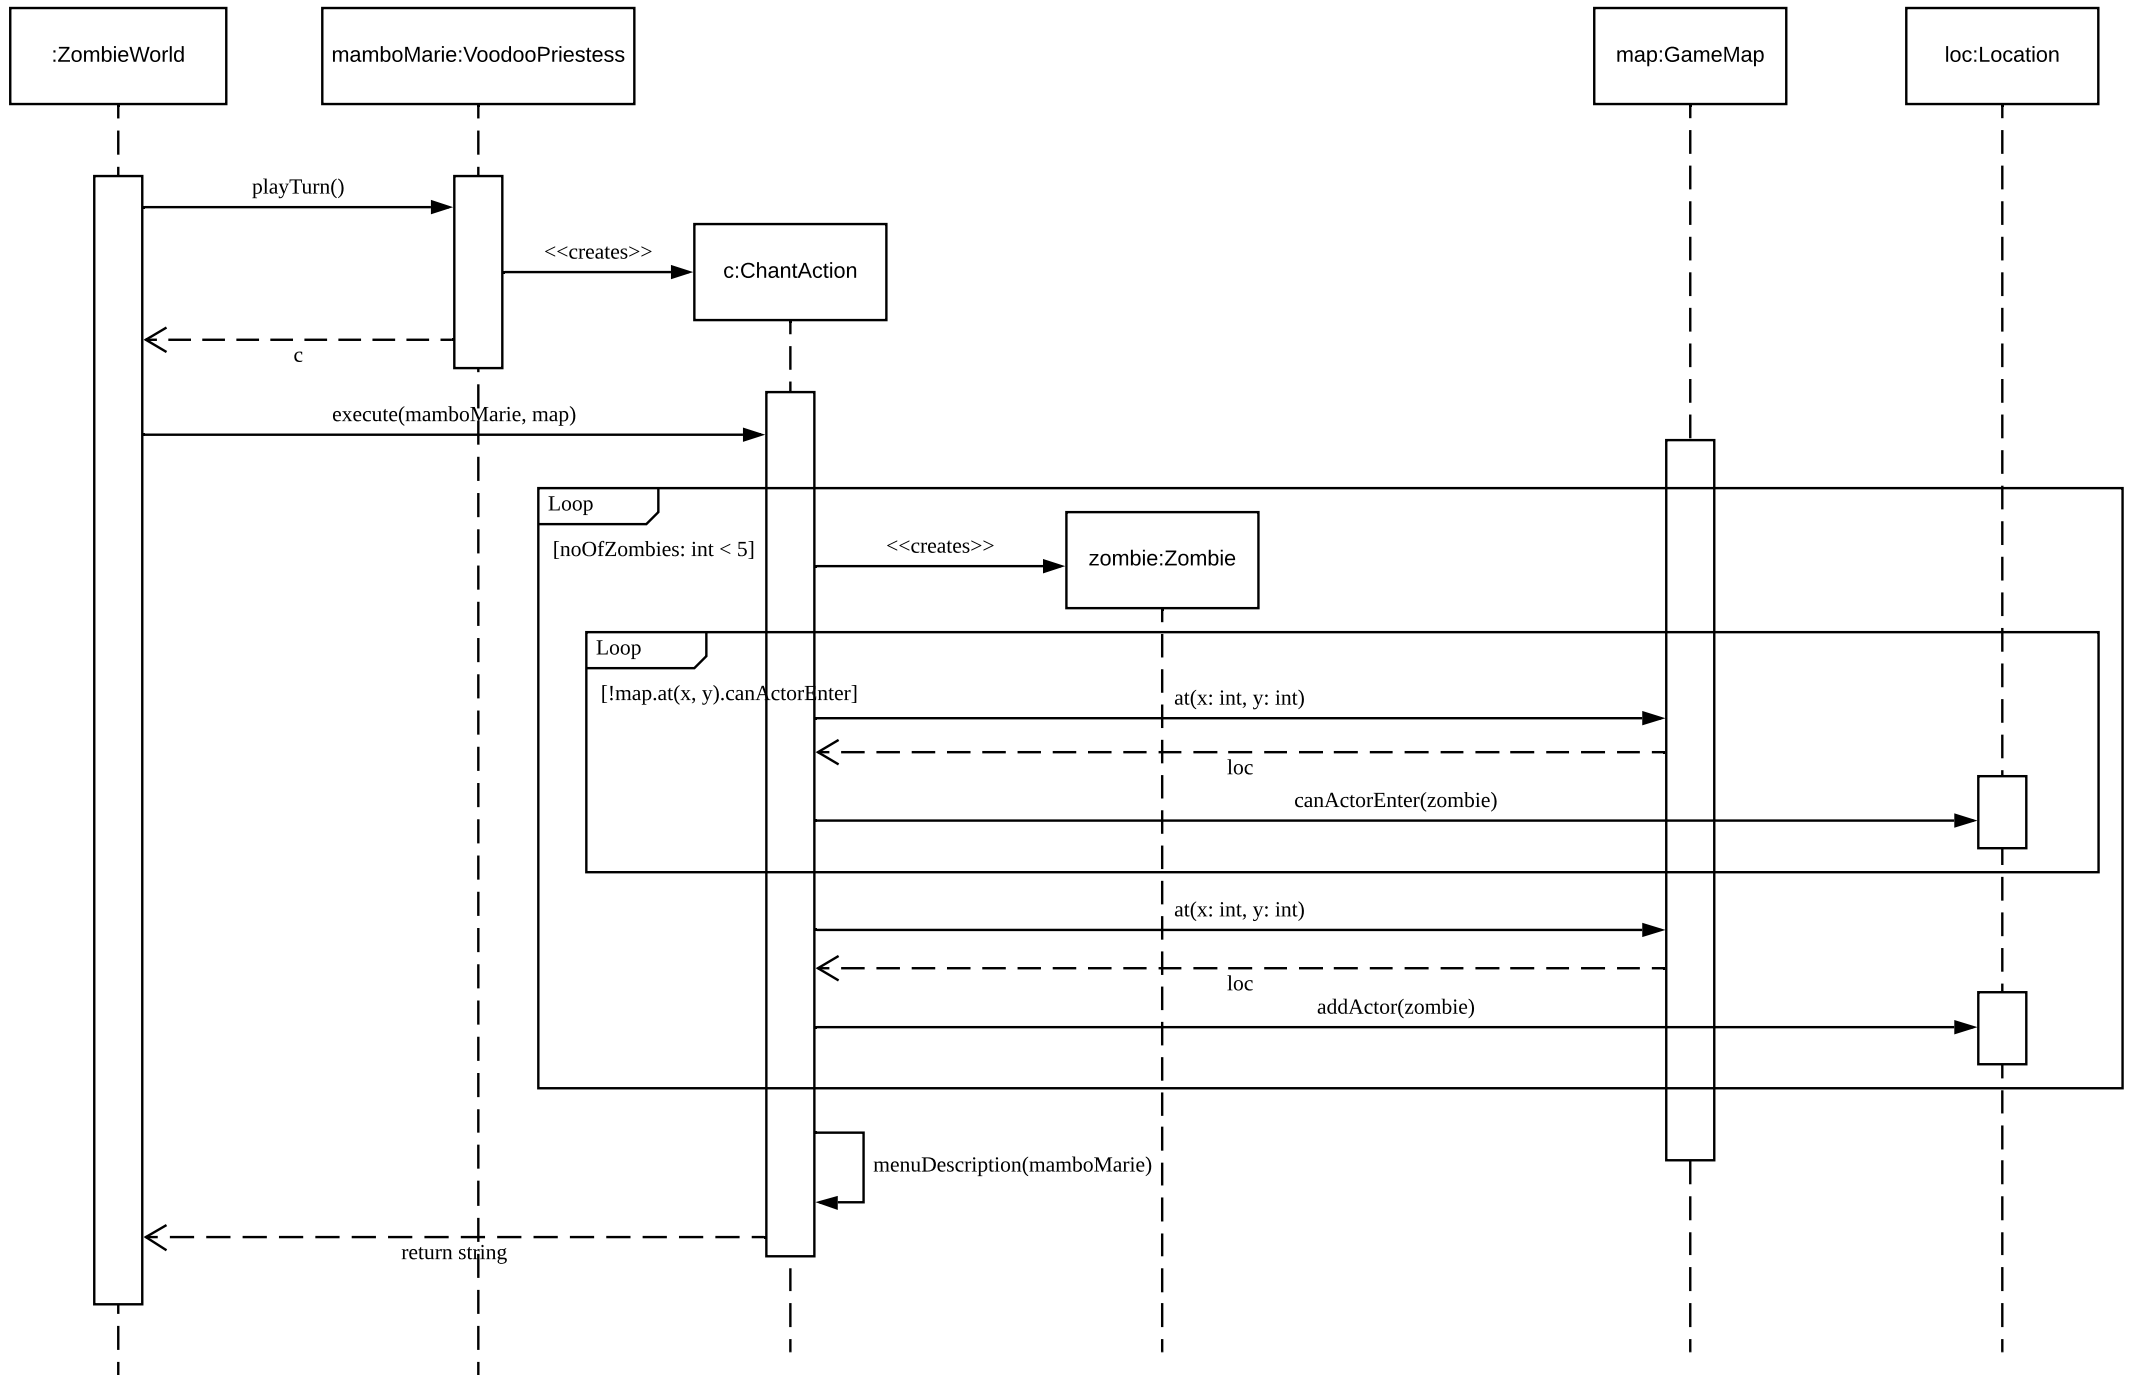 :ZombieWorld
mamboMarie:VoodooPriestess
map:GameMap
loc:Location
playTurn()
<<creates>>
c:ChantAction
c
execute(mamboMarie, map)
Loop
[noOfZombies: int < 5]
<<creates>>
zombie:Zombie
Loop
[!map.at(x, y).canActorEnter]
at(x: int, y: int)
loc
canActorEnter(zombie)
at(x: int, y: int)
loc
addActor(zombie)
menuDescription(mamboMarie)
return string